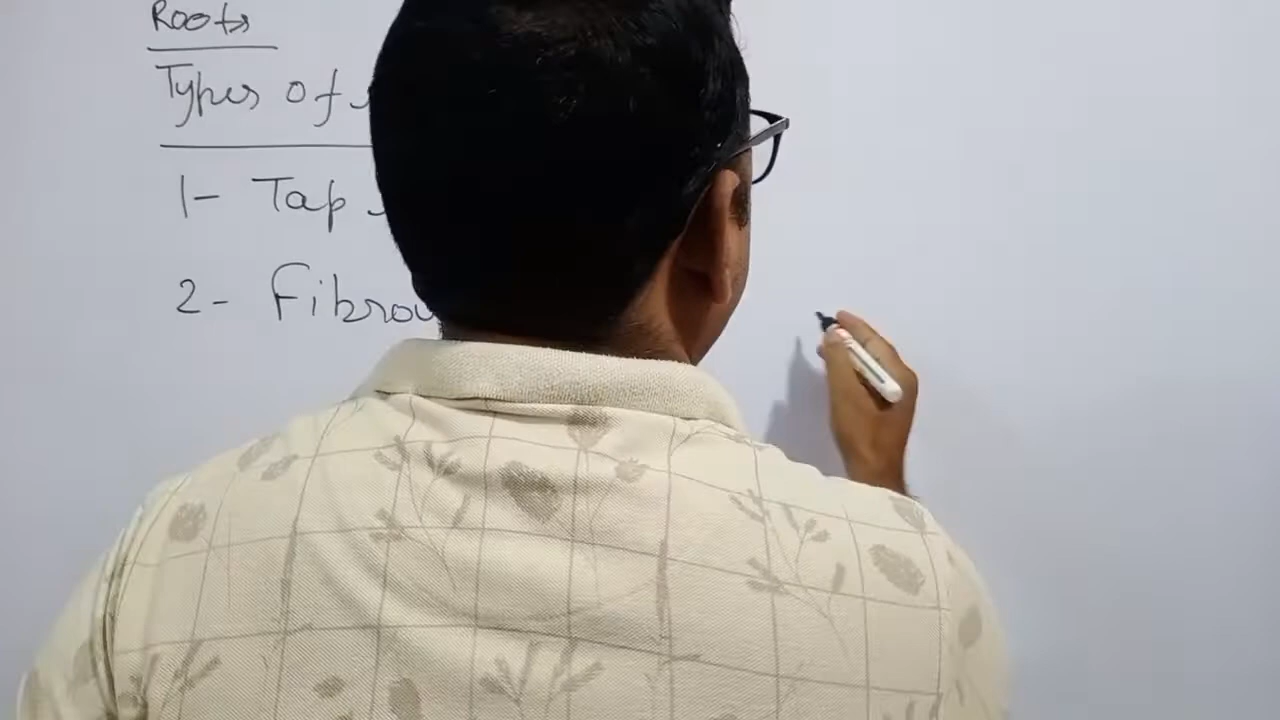 Roots
Types of
1- Tap
2- Fibrou